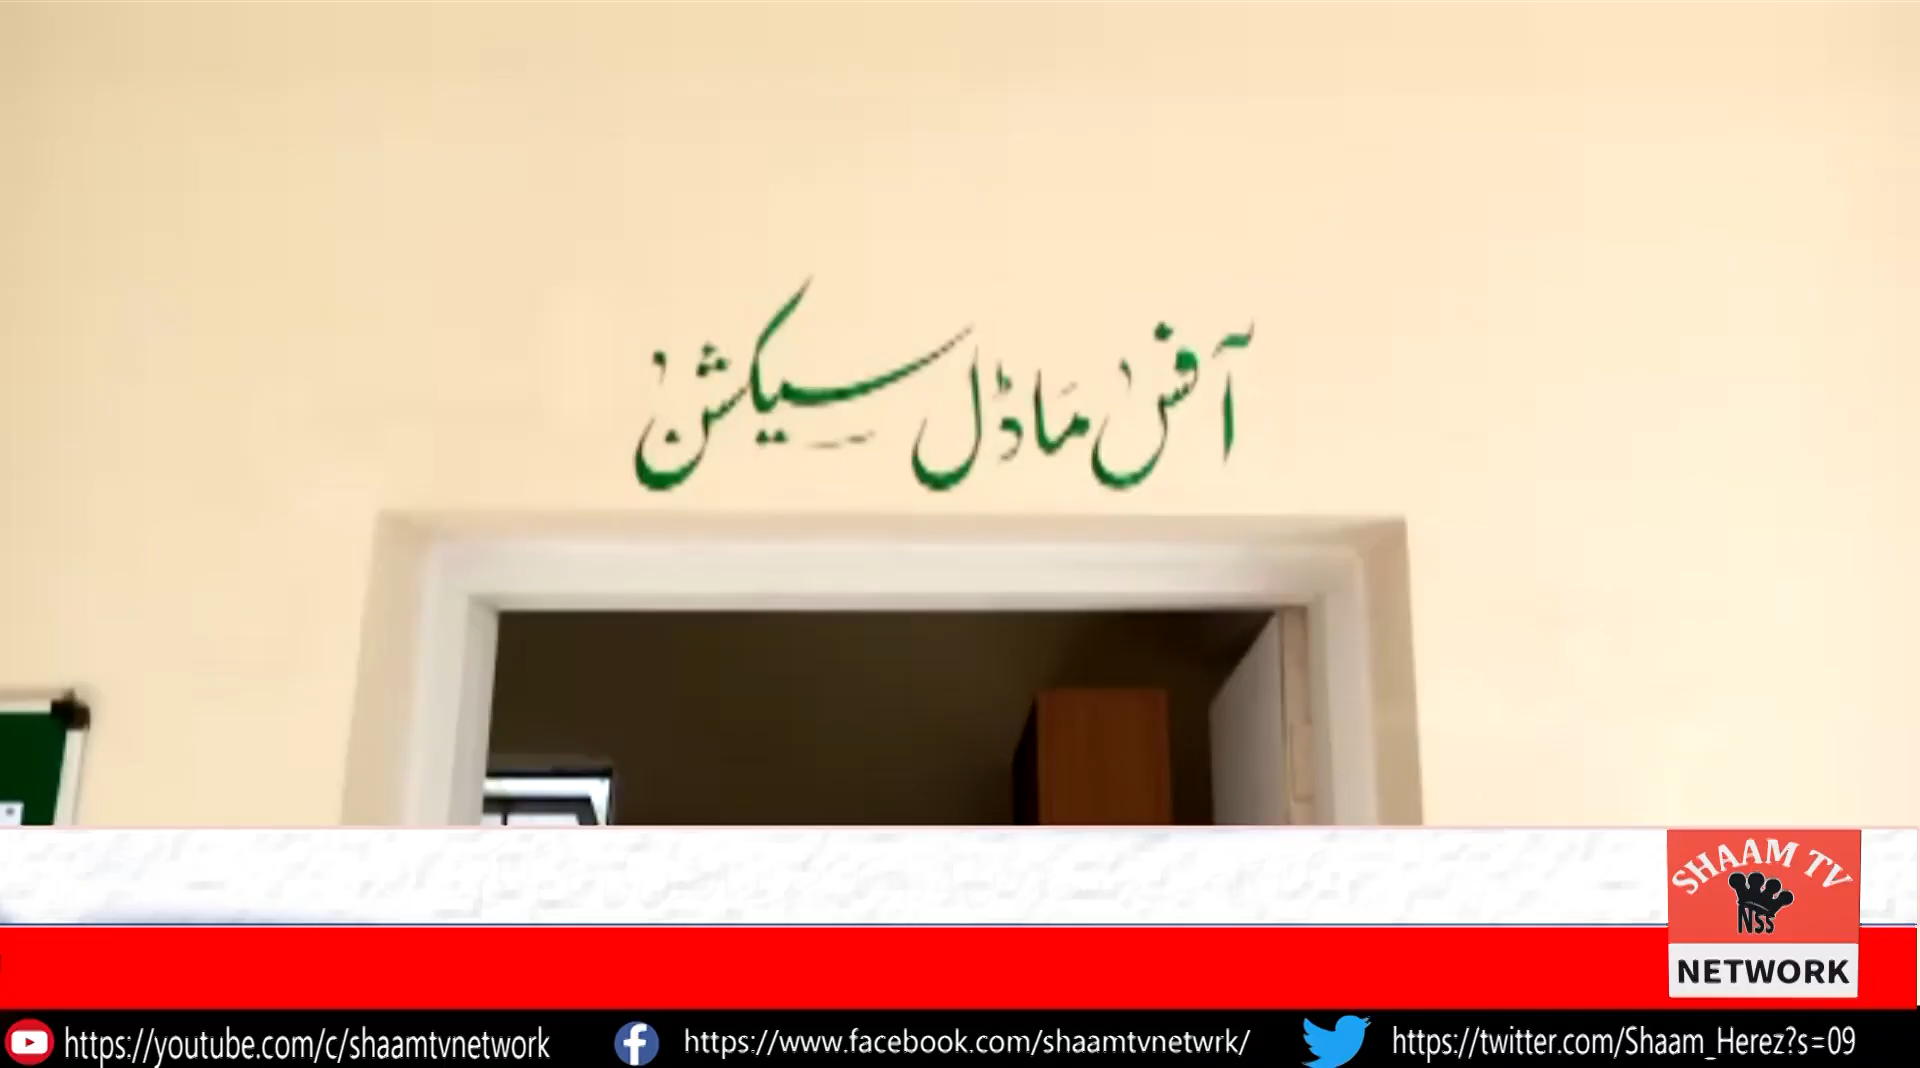 آفس ماڈل سیکشن
SHAAM TV
Nss
NETWORK
https://youtube.com/c/shaamtvnetwork
https://www.facebook.com/shaamtvnetwrk/
https://twitter.com/Shaam_Herez?s=09